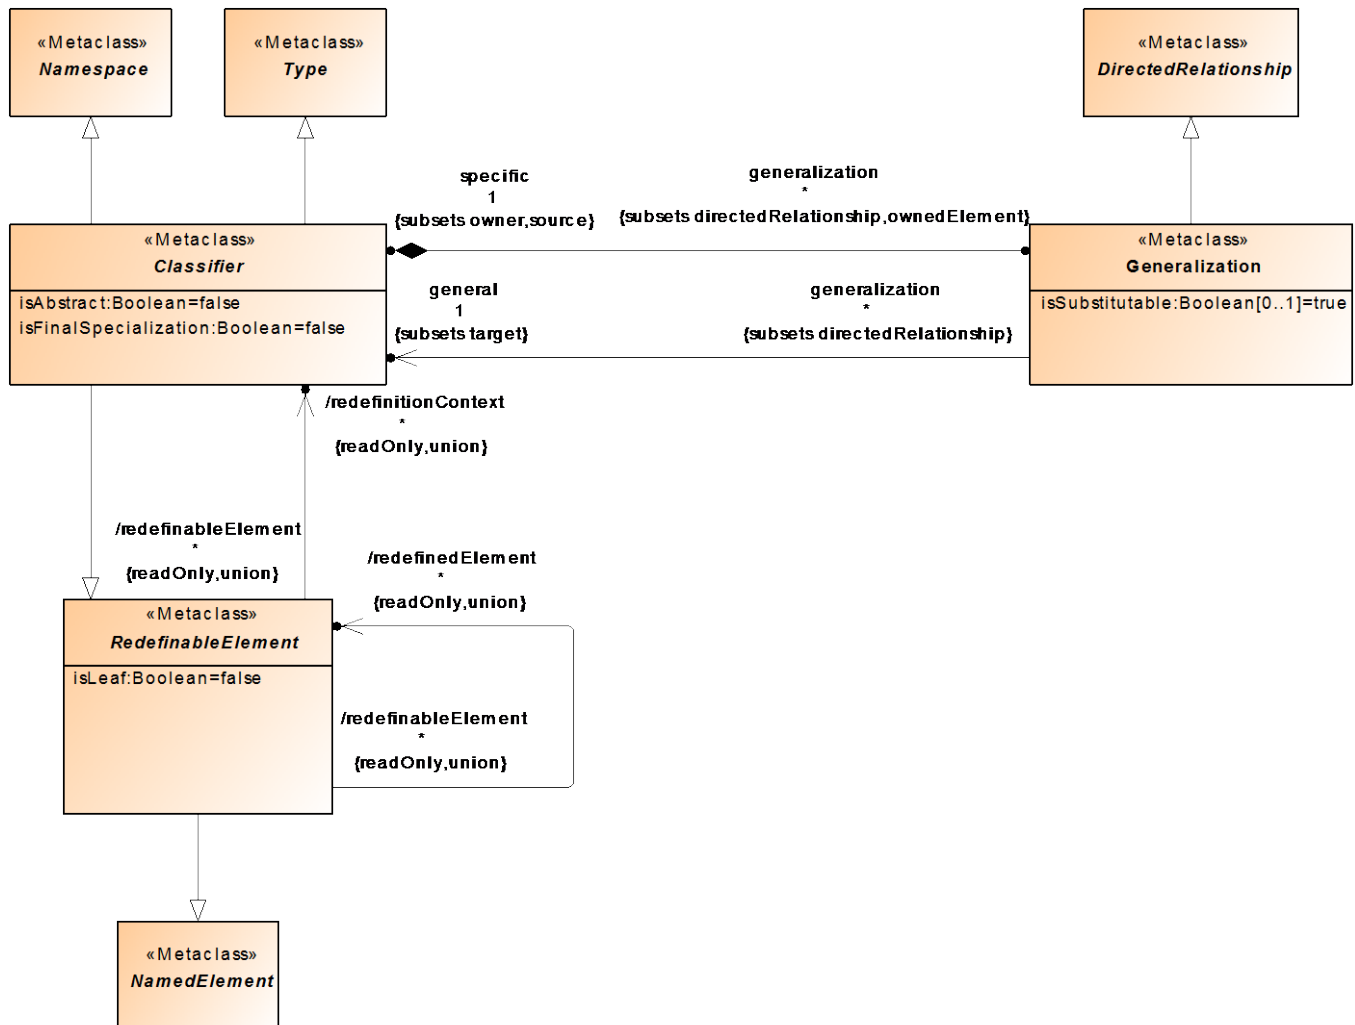 «Metaclass»
Namespace
«Metaclass»
Type
«Metaclass»
DirectedRelationship
specific
1
{subsets owner,source}
generalization
*
{subsets directedRelationship,ownedElement}
«Metaclass»
Classifier
isAbstract:Boolean=false
isFinalSpecialization:Boolean=false
«Metaclass»
Generalization
isSubstitutable:Boolean[0..1]=true
general
1
{subsets target}
generalization
*
{subsets directedRelationship}
/redefinitionContext
*
{readOnly,union}
/redefinableElement
*
{readOnly,union}
/redefinedElement
*
{readOnly,union}
«Metaclass»
RedefinableElement
isLeaf:Boolean=false
/redefinableElement
*
{readOnly,union}
«Metaclass»
NamedElement